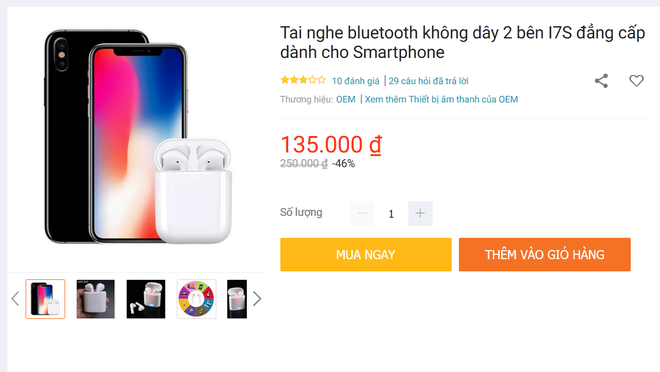 Tai nghe bluetooth không dây 2 bên I7S đẳng cấp
dành cho Smartphone
10 đánh giá | 29 câu hỏi đã trả lời
Thương hiệu: OEM | Xem thêm Thiết bị âm thanh của OEM
135.000 ₫
250.000 ₫ -46%
Số lượng − 1 +
MUA NGAY THÊM VÀO GIỎ HÀNG